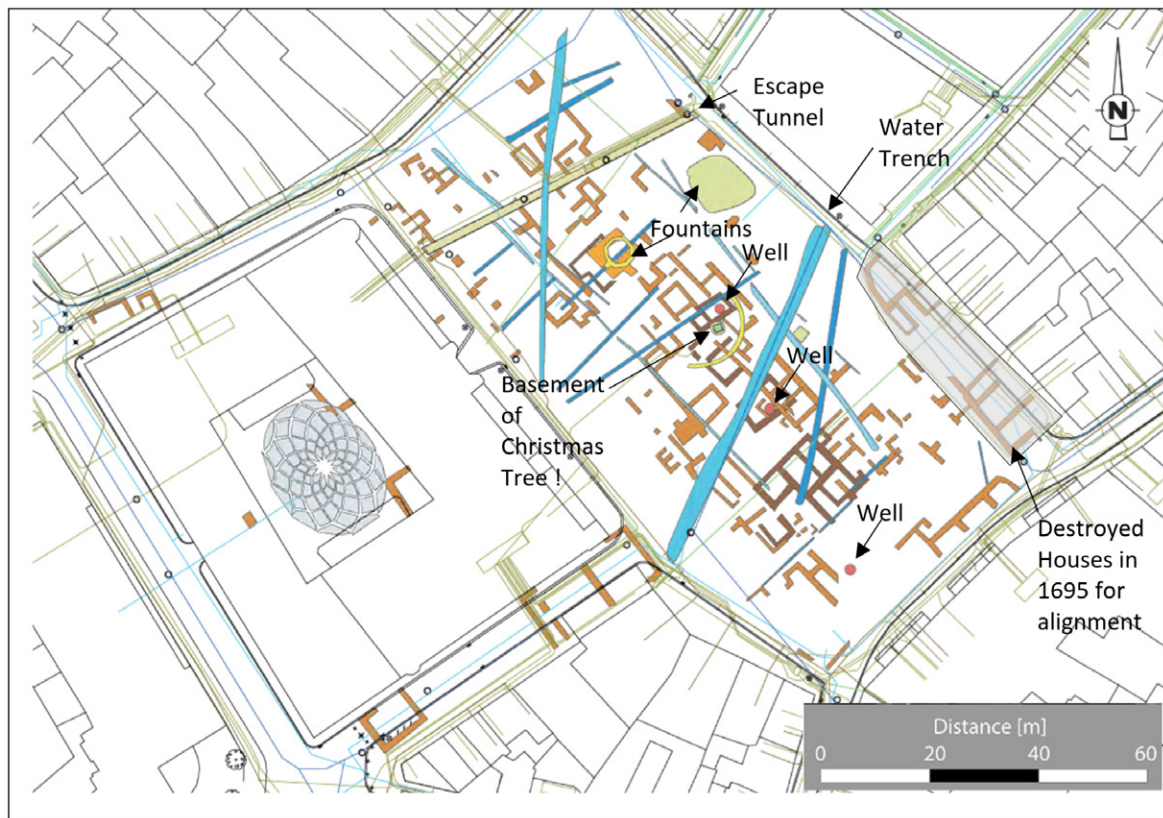 Escape
Tunnel
Water
Trench
N
Fountains
Well
Basement
of
Christmas
Tree !
Well
Well
Destroyed
Houses in
1695 for
alignment
Distance [m]
0 20 40 60